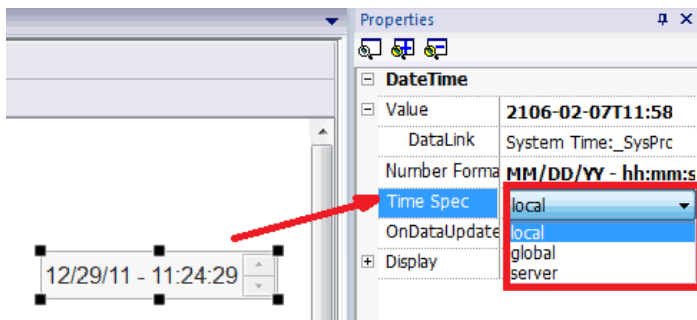 Properties
DateTime
Value 2106-02-07T11:58
DataLink System Time:_SysPrc
Number Forma MM/DD/YY - hh:mm:s
Time Spec local
OnDataUpdate local
global
Display server
12/29/11 - 11:24:29